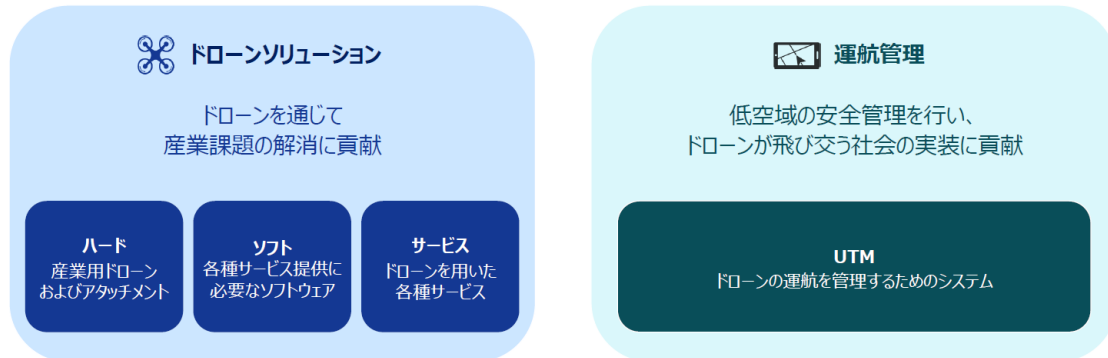 ドローンソリューション
ドローンを通じて
産業課題の解消に貢献
ハード
産業用ドローン
およびアタッチメント
ソフト
各種サービス提供に
必要なソフトウェア
サービス
ドローンを用いた
各種サービス
運航管理
低空域の安全管理を行い、
ドローンが飛び交う社会の実装に貢献
UTM
ドローンの運航を管理するためのシステム